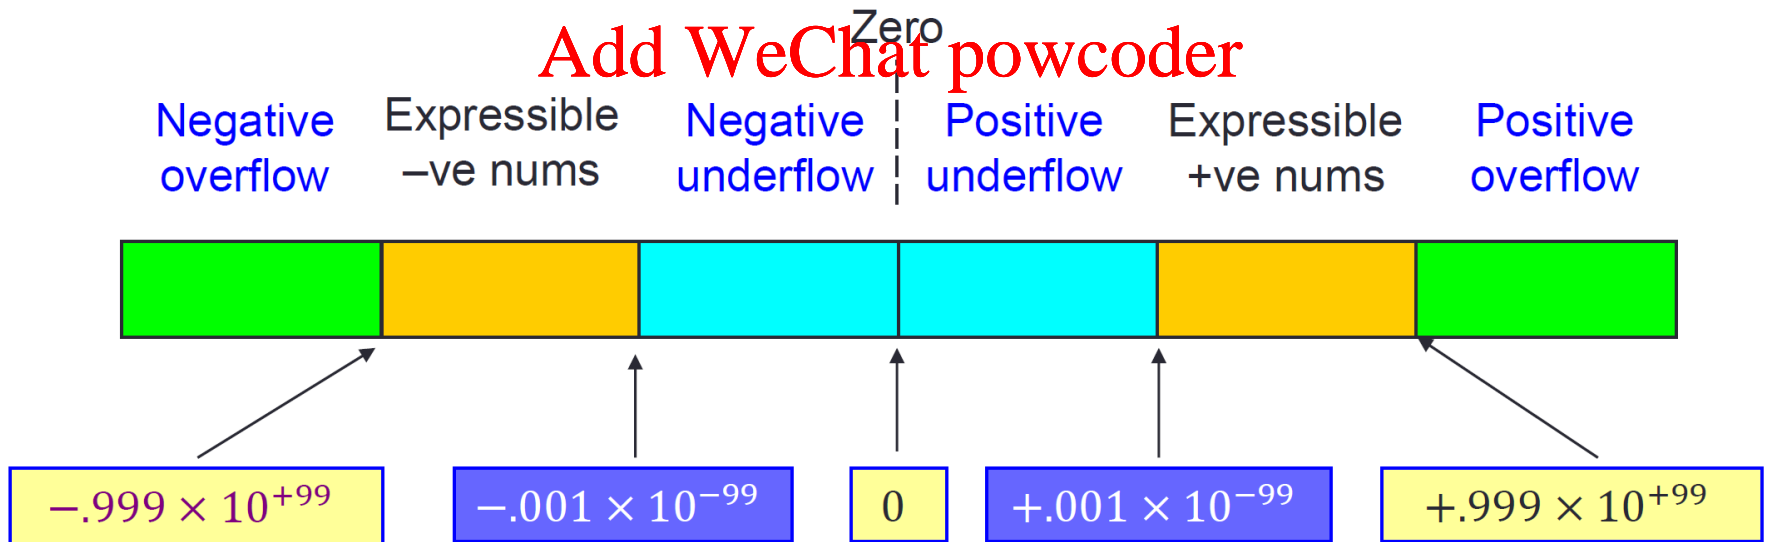 Zero
Add WeChat powcoder
Negative overflow
Expressible –ve nums
Negative underflow
Positive underflow
Expressible +ve nums
Positive overflow
−.999 × 10⁺⁹⁹
−.001 × 10⁻⁹⁹
0
+.001 × 10⁻⁹⁹
+.999 × 10⁺⁹⁹